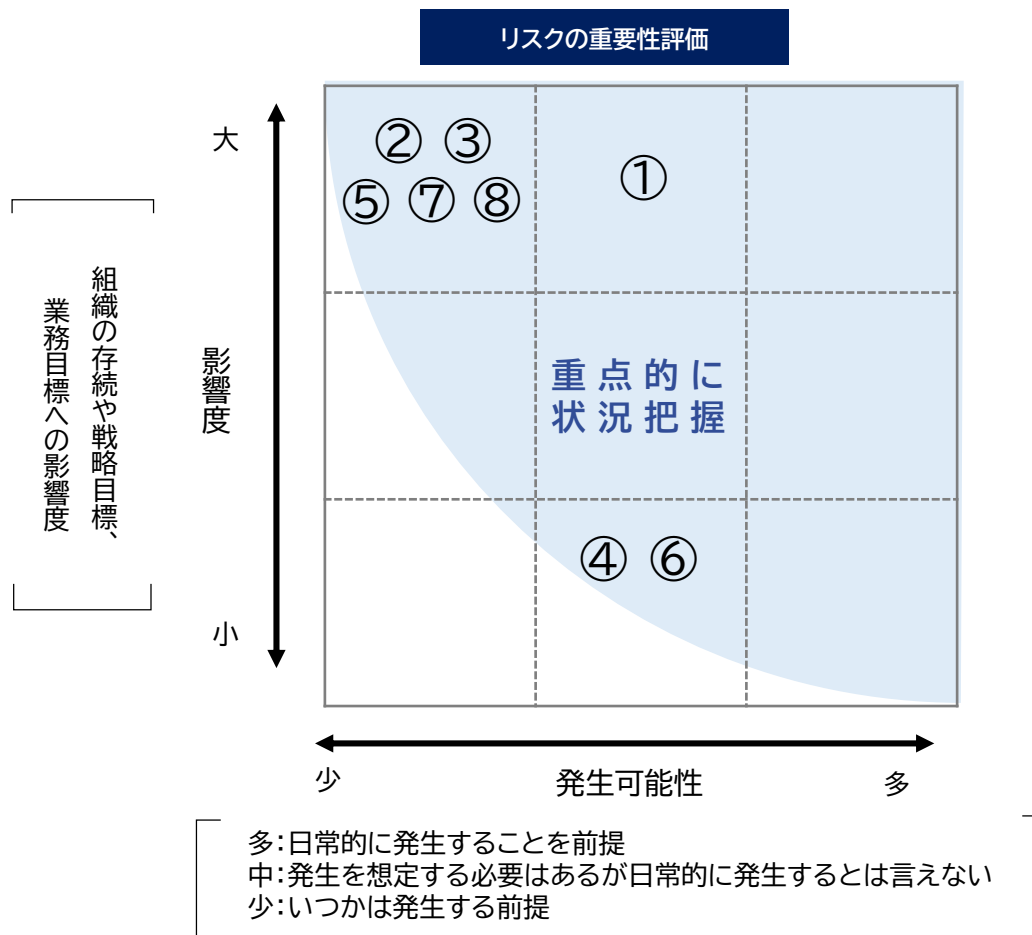 リスクの重要性評価
大
② ③
⑤ ⑦ ⑧
①
組織の存続や戦略目標、
業務目標への影響度
影響度
重点的に
状況把握
④ ⑥
小
少
発生可能性
多
多：日常的に発生することを前提
中：発生を想定する必要はあるが日常的に発生するとは言えない
少：いつかは発生する前提